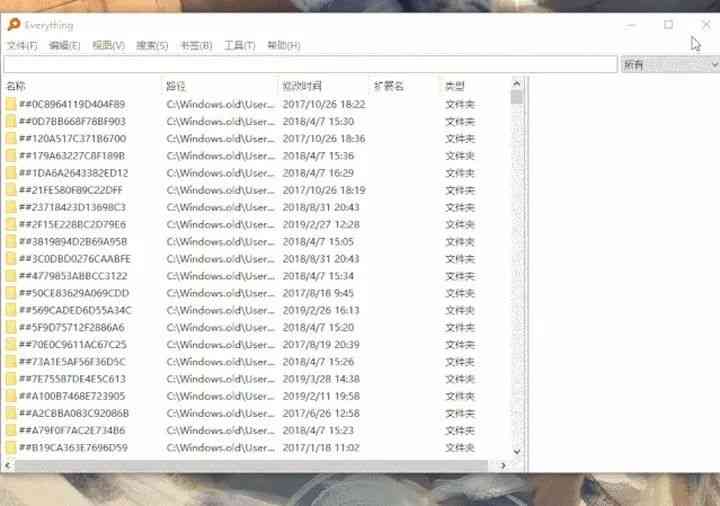 Everything
文件(F) 编辑(E) 视图(V) 搜索(S) 书签(B) 工具(T) 帮助(H)
所有
名称 路径 修改时间 扩展名 类型
##0C8964119D404F89 C:\Windows.old\User... 2017/10/26 18:22 文件夹
##0D7BB668F78BF903 C:\Windows.old\User... 2018/4/7 15:30 文件夹
##120A517C371B6700 C:\Windows.old\User... 2017/10/26 18:36 文件夹
##179A63227C8F189B C:\Windows.old\User... 2018/4/7 15:36 文件夹
##1DA6A2643382ED12 C:\Windows.old\User... 2018/4/7 16:29 文件夹
##21FE580FB9C22DFF C:\Windows.old\User... 2017/10/26 18:19 文件夹
##23718423D13698C3 C:\Windows.old\User... 2018/8/31 20:43 文件夹
##2F15E228BC2D79E6 C:\Windows.old\User... 2019/2/27 12:28 文件夹
##3819894D2B69A958 C:\Windows.old\User... 2018/4/7 15:05 文件夹
##3C0DBD0276CAABFE C:\Windows.old\User... 2018/8/31 20:43 文件夹
##4779853ABBCC3122 C:\Windows.old\User... 2018/4/7 15:34 文件夹
##50CE83629A069CDD C:\Windows.old\User... 2017/8/18 9:45 文件夹
##569CADED6D55A34C C:\Windows.old\User... 2019/2/26 16:13 文件夹
##5F9D75712F2886A6 C:\Windows.old\User... 2018/4/7 15:20 文件夹
##70E0C9611AC67C25 C:\Windows.old\User... 2017/8/19 20:39 文件夹
##73A1E5AF56F36D5C C:\Windows.old\User... 2018/4/7 15:26 文件夹
##7E75587DE4E5C613 C:\Windows.old\User... 2019/3/28 14:38 文件夹
##A100B7468E723905 C:\Windows.old\User... 2019/2/11 19:58 文件夹
##A2CBBA083C92086B C:\Windows.old\User... 2017/6/26 12:58 文件夹
##A79F0F7AC2E734B6 C:\Windows.old\User... 2018/4/7 15:23 文件夹
##B19CA363E7696D59 C:\Windows.old\User... 2017/1/18 11:02 文件夹